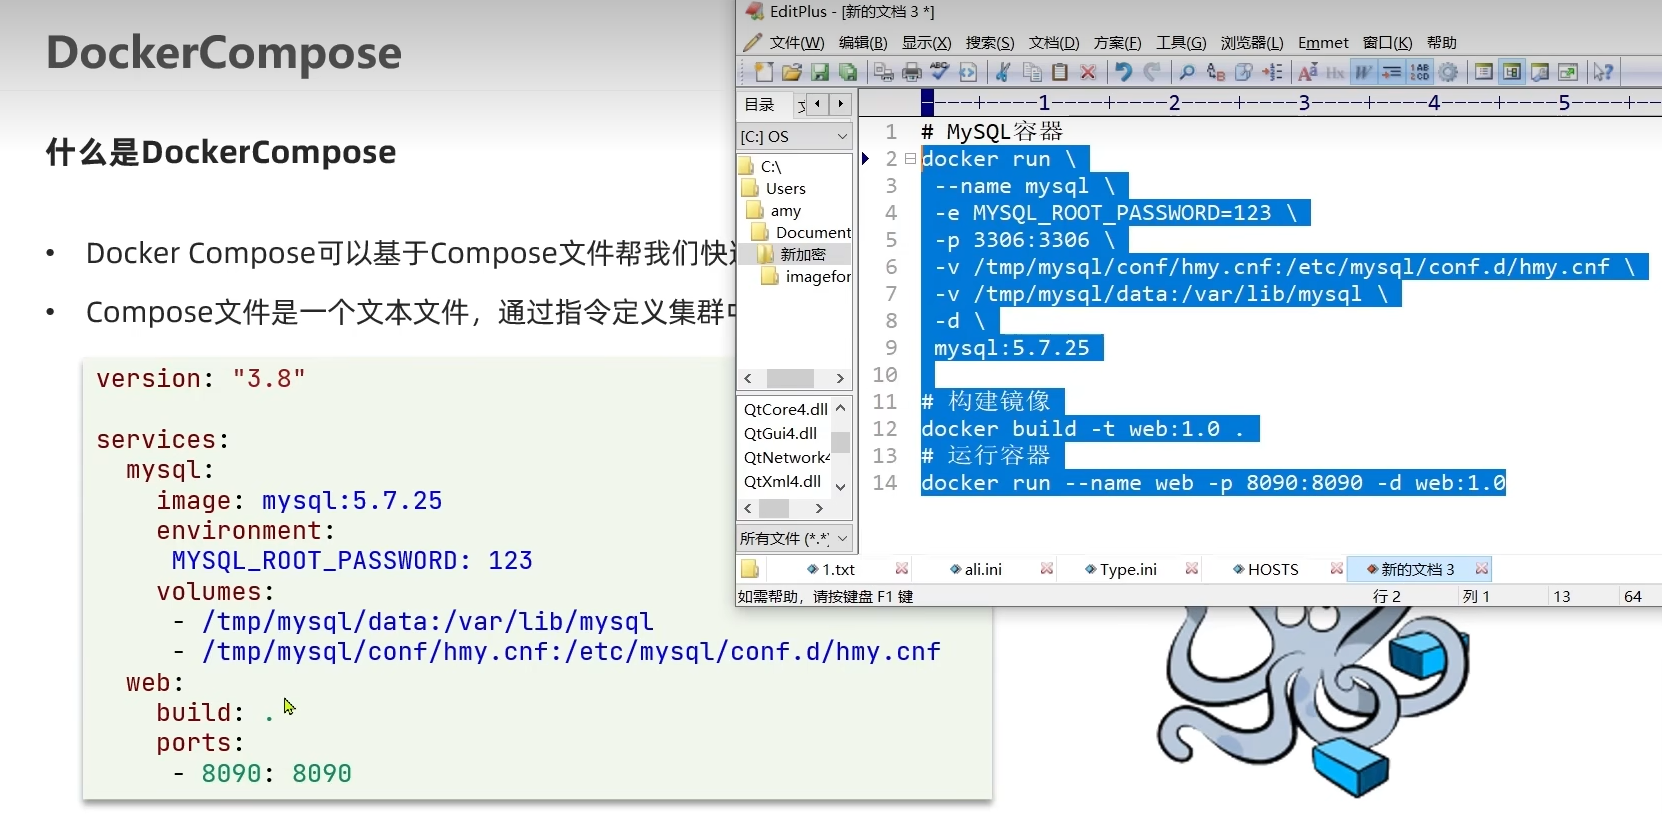 DockerCompose
什么是DockerCompose
• Docker Compose可以基于Compose文件帮我们快
• Compose文件是一个文本文件，通过指令定义集群
version: "3.8"
services:
mysql:
image: mysql:5.7.25
environment:
MYSQL_ROOT_PASSWORD: 123
volumes:
- /tmp/mysql/data:/var/lib/mysql
- /tmp/mysql/conf/hmy.cnf:/etc/mysql/conf.d/hmy.cnf
web:
build: .
ports:
- 8090: 8090
EditPlus - [新的文档 3 *]
文件(W) 编辑(B) 显示(X) 搜索(S) 文档(D) 方案(F) 工具(G) 浏览器(L) Emmet 窗口(K) 帮助
目录
[C:] OS
C:\
Users
amy
Document
新加密
imagefor
QtCore4.dll
QtGui4.dll
QtNetwork4
QtXml4.dll
所有文件 (*.*)
----+----1----+----2----+----3----+----4----+----5----+--
1 # MySQL容器
2 docker run \
3 --name mysql \
4 -e MYSQL_ROOT_PASSWORD=123 \
5 -p 3306:3306 \
6 -v /tmp/mysql/conf/hmy.cnf:/etc/mysql/conf.d/hmy.cnf \
7 -v /tmp/mysql/data:/var/lib/mysql \
8 -d \
9 mysql:5.7.25
10
11 # 构建镜像
12 docker build -t web:1.0 .
13 # 运行容器
14 docker run --name web -p 8090:8090 -d web:1.0
1.txt ali.ini Type.ini HOSTS 新的文档 3
如需帮助，请按键盘 F1 键 行 2 列 1 13 64